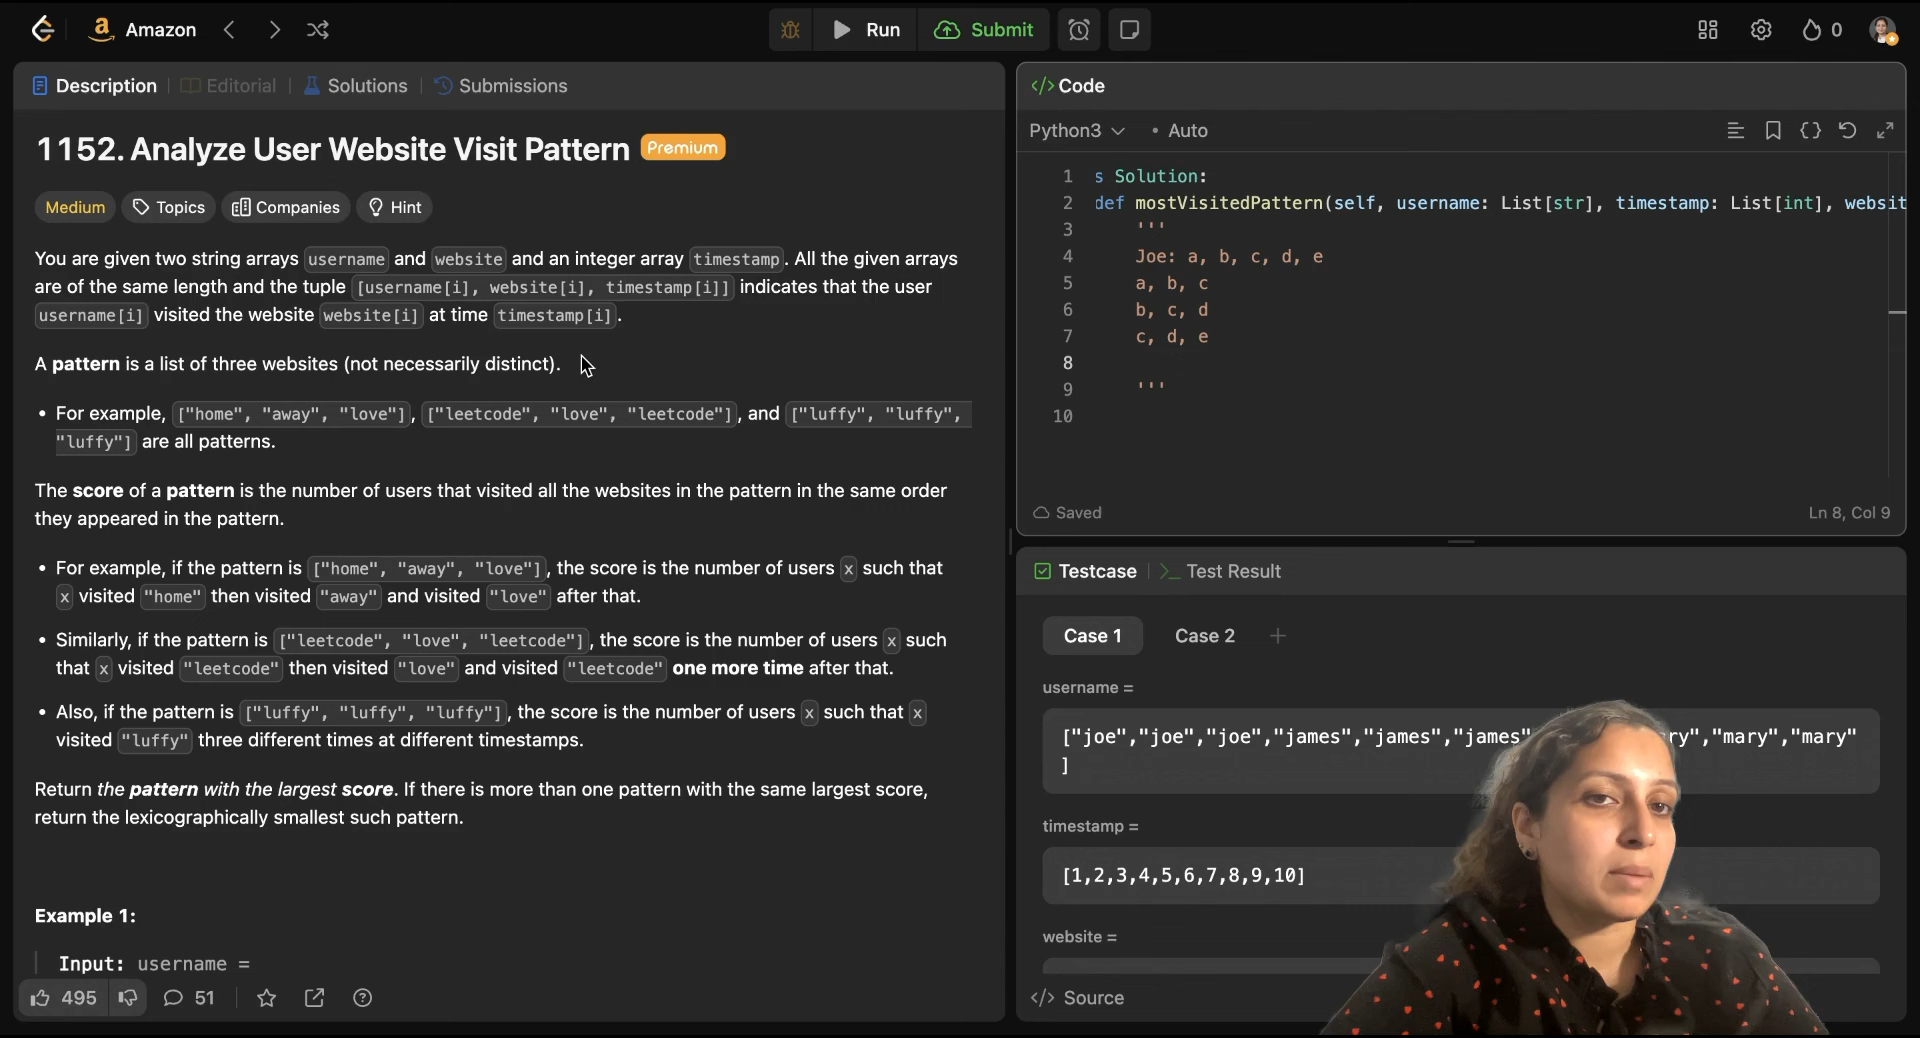 Amazon
Run
Submit
0
Description
Editorial
Solutions
Submissions
1152. Analyze User Website Visit Pattern
Premium
Medium
Topics
Companies
Hint
You are given two string arrays username and website and an integer array timestamp. All the given arrays
are of the same length and the tuple [username[i], website[i], timestamp[i]] indicates that the user
username[i] visited the website website[i] at time timestamp[i].
A pattern is a list of three websites (not necessarily distinct).
• For example, ["home", "away", "love"], ["leetcode", "love", "leetcode"], and ["luffy", "luffy",
"luffy"] are all patterns.
The score of a pattern is the number of users that visited all the websites in the pattern in the same order
they appeared in the pattern.
• For example, if the pattern is ["home", "away", "love"], the score is the number of users x such that
x visited "home" then visited "away" and visited "love" after that.
• Similarly, if the pattern is ["leetcode", "love", "leetcode"], the score is the number of users x such
that x visited "leetcode" then visited "love" and visited "leetcode" one more time after that.
• Also, if the pattern is ["luffy", "luffy", "luffy"], the score is the number of users x such that x
visited "luffy" three different times at different timestamps.
Return the pattern with the largest score. If there is more than one pattern with the same largest score,
return the lexicographically smallest such pattern.
Example 1:
Input: username =
495
51
</> Code
Python3
• Auto
1 s Solution:
2 def mostVisitedPattern(self, username: List[str], timestamp: List[int], websit
3 '''
4 Joe: a, b, c, d, e
5 a, b, c
6 b, c, d
7 c, d, e
8
9 '''
10
Saved
Ln 8, Col 9
Testcase
Test Result
Case 1
Case 2
+
username =
["joe","joe","joe","james","james","james" ry","mary","mary"
]
timestamp =
[1,2,3,4,5,6,7,8,9,10]
website =
</> Source